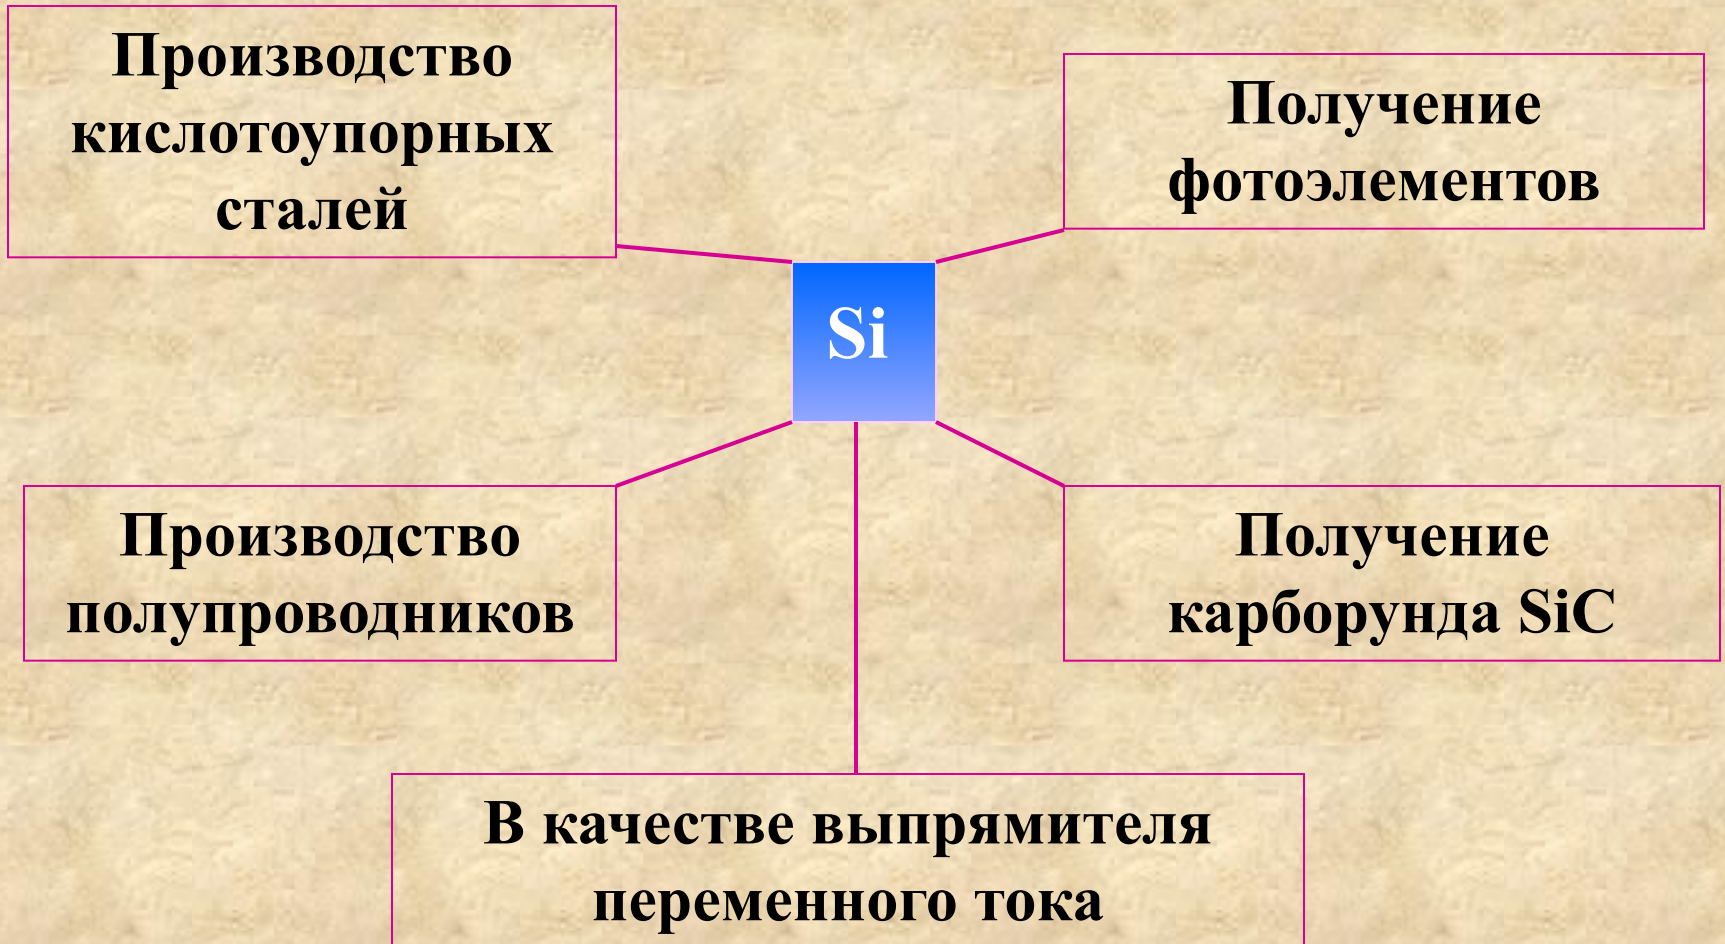 Производство
кислотоупорных
сталей
Получение
фотоэлементов
Si
Производство
полупроводников
Получение
карборунда SiC
В качестве выпрямителя
переменного тока